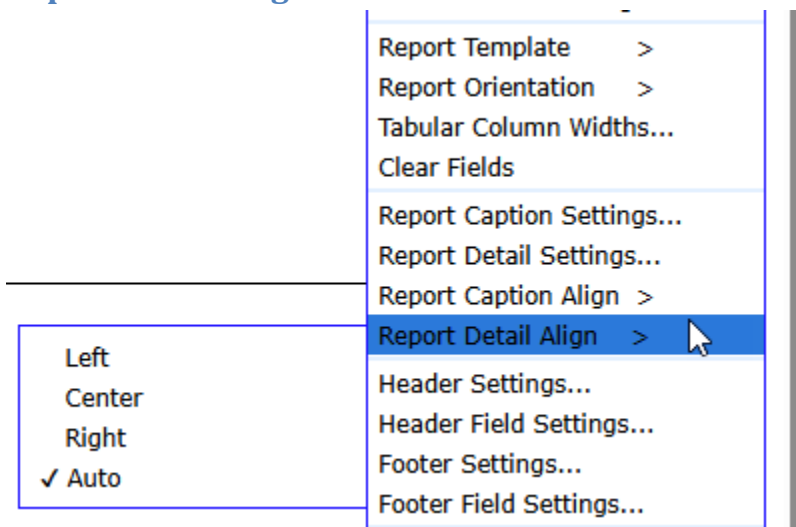 Report Template >
Report Orientation >
Tabular Column Widths...
Clear Fields
Report Caption Settings...
Report Detail Settings...
Report Caption Align >
Report Detail Align >
Left
Center
Right
✓ Auto
Header Settings...
Header Field Settings...
Footer Settings...
Footer Field Settings...